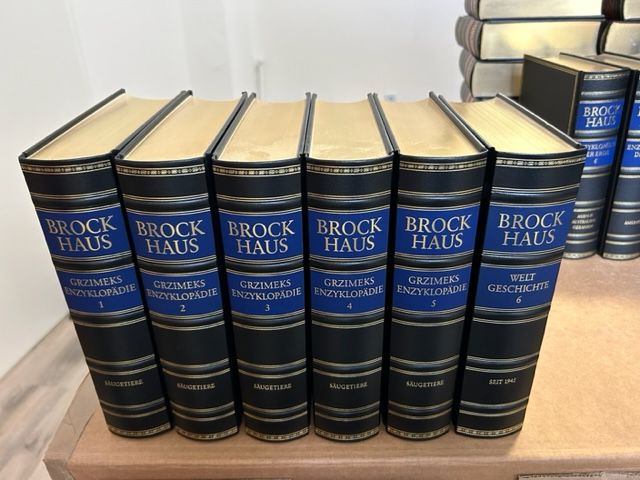 BROCK
HAUS
GRZIMEKS
ENZYKLOPÄDIE
1
SÄUGETIERE
BROCK
HAUS
GRZIMEKS
ENZYKLOPÄDIE
2
SÄUGETIERE
BROCK
HAUS
GRZIMEKS
ENZYKLOPÄDIE
3
SÄUGETIERE
BROCK
HAUS
GRZIMEKS
ENZYKLOPÄDIE
4
SÄUGETIERE
BROCK
HAUS
GRZIMEKS
ENZYKLOPÄDIE
5
SÄUGETIERE
BROCK
HAUS
WELT
GESCHICHTE
6
SEIT 1945
BROCK
HAUS